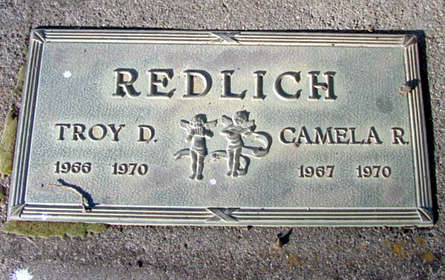 REDLICH
TROY D. CAMELA R.
1966 1970 1967 1970